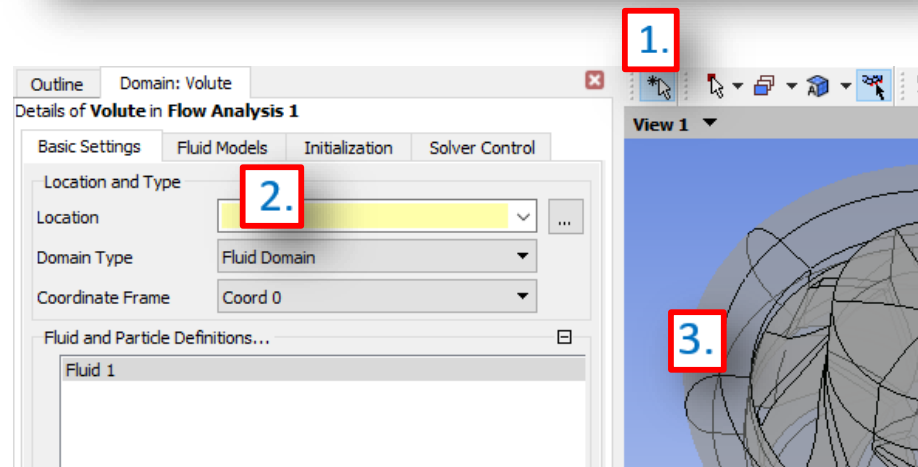 1.
Outline Domain: Volute
Details of Volute in Flow Analysis 1
View 1
Basic Settings Fluid Models Initialization Solver Control
Location and Type
2.
Location
...
Domain Type Fluid Domain
Coordinate Frame Coord 0
3.
Fluid and Particle Definitions...
Fluid 1